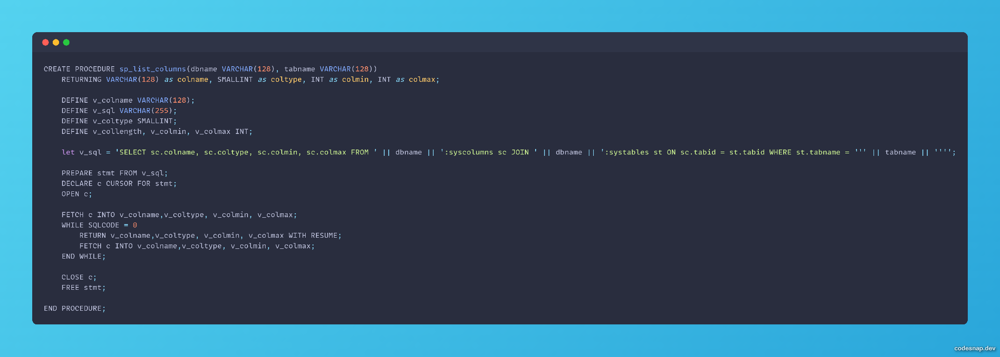 CREATE PROCEDURE sp_list_columns(dbname VARCHAR(128), tabname VARCHAR(128))
    RETURNING VARCHAR(128) as colname, SMALLINT as coltype, INT as colmin, INT as colmax;

    DEFINE v_colname VARCHAR(128);
    DEFINE v_sql VARCHAR(255);
    DEFINE v_coltype SMALLINT;
    DEFINE v_collength, v_colmin, v_colmax INT;

    let v_sql = 'SELECT sc.colname, sc.coltype, sc.colmin, sc.colmax FROM ' || dbname || ':syscolumns sc JOIN ' || dbname || ':systables st ON sc.tabid = st.tabid WHERE st.tabname = ''' || tabname || '''';

    PREPARE stmt FROM v_sql;
    DECLARE c CURSOR FOR stmt;
    OPEN c;

    FETCH c INTO v_colname,v_coltype, v_colmin, v_colmax;
    WHILE SQLCODE = 0
        RETURN v_colname,v_coltype, v_colmin, v_colmax WITH RESUME;
        FETCH c INTO v_colname,v_coltype, v_colmin, v_colmax;
    END WHILE;

    CLOSE c;
    FREE stmt;

END PROCEDURE;
codesnap.dev